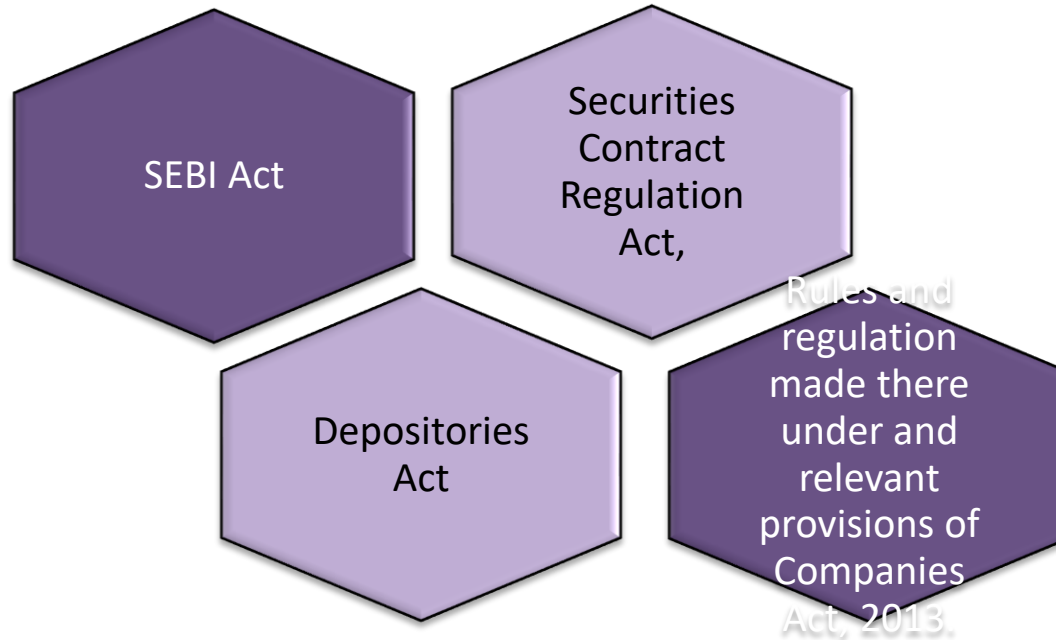 SEBI Act
Securities
Contract
Regulation
Act,
Depositories
Act
Rules and
regulation
made there
under and
relevant
provisions of
Companies
Act, 2013.